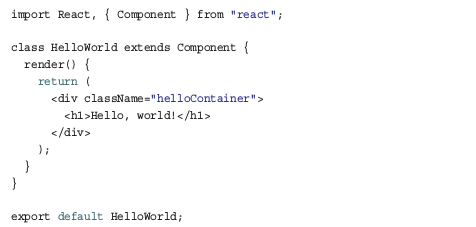 import React, { Component } from "react";

class HelloWorld extends Component {
  render() {
    return (
      <div className="helloContainer">
        <h1>Hello, world!</h1>
      </div>
    );
  }
}

export default HelloWorld;